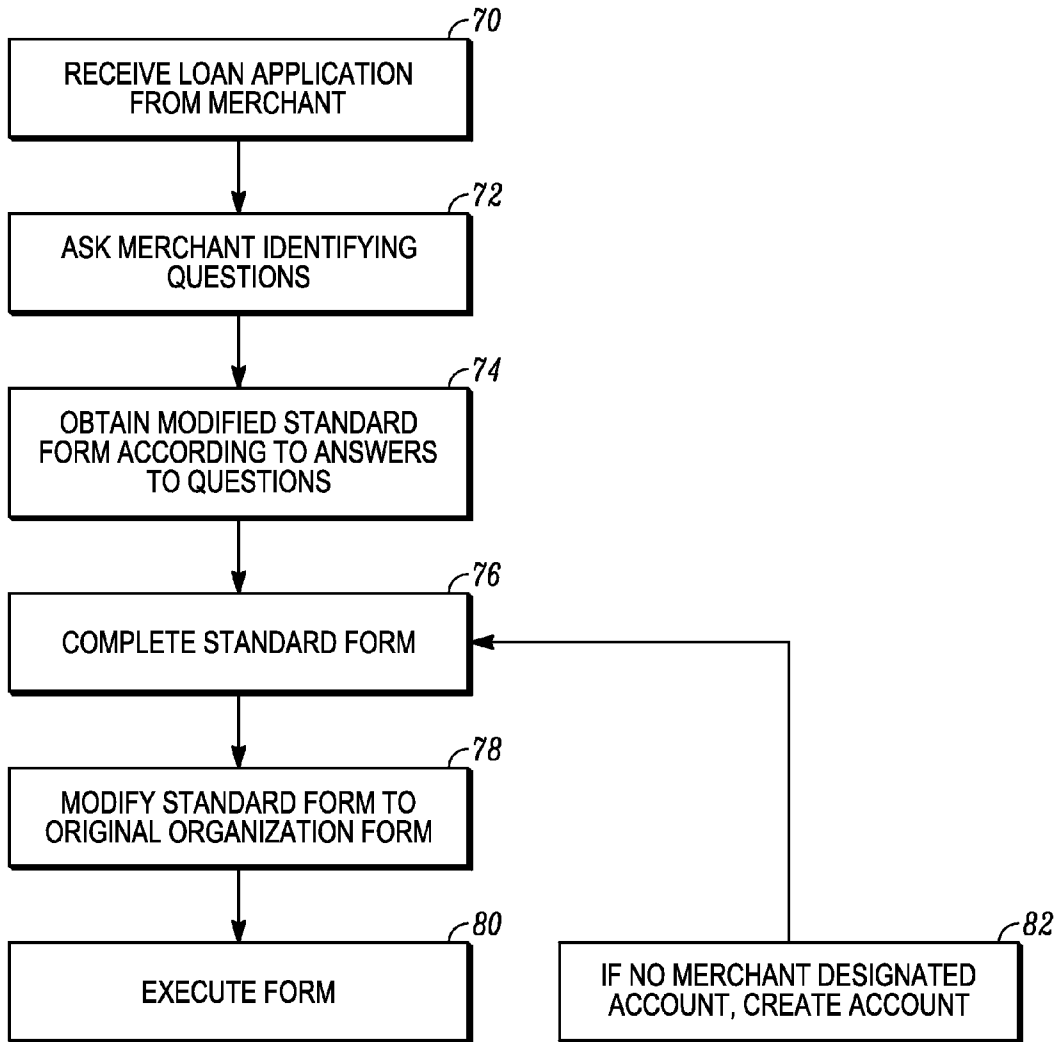 70
RECEIVE LOAN APPLICATION
FROM MERCHANT
72
ASK MERCHANT IDENTIFYING
QUESTIONS
74
OBTAIN MODIFIED STANDARD
FORM ACCORDING TO ANSWERS
TO QUESTIONS
76
COMPLETE STANDARD FORM
78
MODIFY STANDARD FORM TO
ORIGINAL ORGANIZATION FORM
80
EXECUTE FORM
82
IF NO MERCHANT DESIGNATED
ACCOUNT, CREATE ACCOUNT